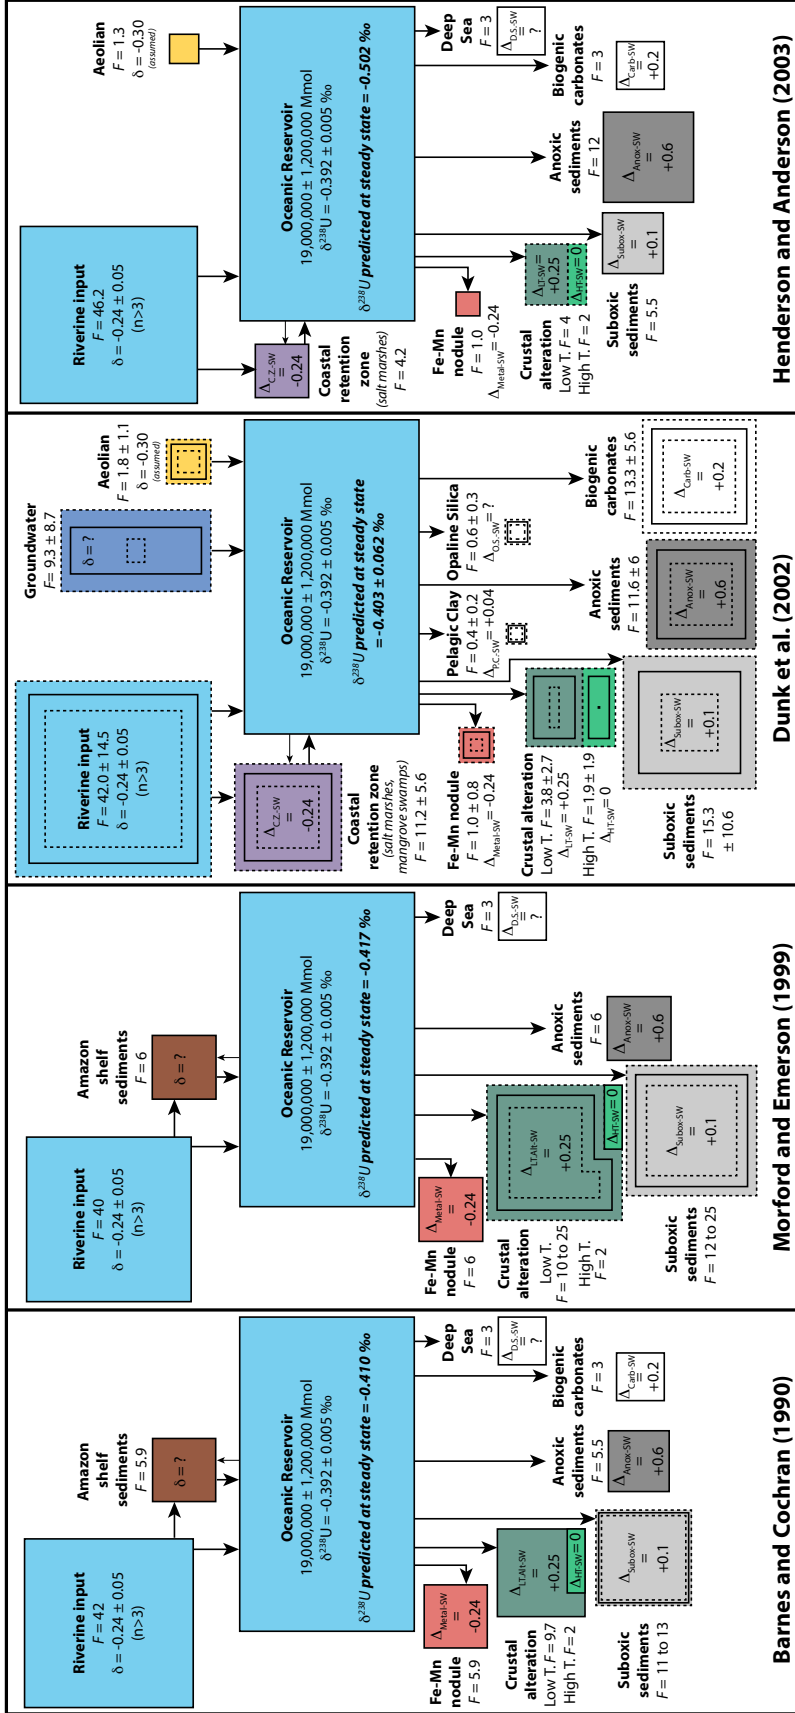 Riverine input
F = 42
δ = -0.24 ± 0.05
(n>3)
Amazon shelf
sediments
F = 5.9
δ = ?
Oceanic Reservoir
19,000,000 ± 1,200,000 Mmol
δ²³⁸U = -0.392 ± 0.005 ‰
δ²³⁸U predicted at steady state = -0.410 ‰
ΔMetal-SW
=
-0.24
Fe-Mn
nodule
F = 5.9
ΔLT.Alt-SW
=
+0.25
ΔHT-SW = 0
Crustal
alteration
Low T. F = 9.7
High T. F = 2
ΔSubox-SW
=
+0.1
Suboxic
sediments
F = 11 to 13
Anoxic
sediments
F = 5.5
ΔAnox-SW
=
+0.6
Biogenic
carbonates
F = 3
ΔCarb-SW
=
+0.2
Deep
Sea
F = 3
ΔD.S.-SW
=
?
Barnes and Cochran (1990)
Riverine input
F = 40
δ = -0.24 ± 0.05
(n>3)
Amazon shelf
sediments
F = 6
δ = ?
Oceanic Reservoir
19,000,000 ± 1,200,000 Mmol
δ²³⁸U = -0.392 ± 0.005 ‰
δ²³⁸U predicted at steady state = -0.417 ‰
ΔMetal-SW
=
-0.24
Fe-Mn
nodule
F = 6
ΔLT.Alt-SW
=
+0.25
ΔHT-SW = 0
Crustal
alteration
Low T.
F = 10 to 25
High T.
F = 2
ΔSubox-SW
=
+0.1
Suboxic
sediments
F = 12 to 25
Anoxic
sediments
F = 6
ΔAnox-SW
=
+0.6
Deep
Sea
F = 3
ΔD.S.-SW
=
?
Morford and Emerson (1999)
Riverine input
F = 42.0 ± 14.5
δ = -0.24 ± 0.05
(n>3)
Groundwater
F = 9.3 ± 8.7
δ = ?
Aeolian
F = 1.8 ± 1.1
δ = -0.30
(assumed)
ΔC.Z.-SW
=
-0.24
Coastal
retention zone
(salt marshes,
mangrove swamps)
F = 11.2 ± 5.6
Oceanic Reservoir
19,000,000 ± 1,200,000 Mmol
δ²³⁸U = -0.392 ± 0.005 ‰
δ²³⁸U predicted at steady state
= -0.403 ± 0.062 ‰
Fe-Mn nodule
F = 1.0 ± 0.8
ΔMetal-SW = -0.24
Pelagic Clay
F = 0.4 ± 0.2
ΔP.C.-SW = +0.04
Opaline Silica
F = 0.6 ± 0.3
ΔO.S.-SW = ?
Crustal alteration
Low T. F = 3.8 ± 2.7
ΔLT-SW = +0.25
High T. F = 1.9 ± 1.9
ΔHT-SW = 0
ΔSubox-SW
=
+0.1
Suboxic
sediments
F = 15.3
± 10.6
Anoxic
sediments
F = 11.6 ± 6
ΔAnox-SW
=
+0.6
Biogenic
carbonates
F = 13.3 ± 5.6
ΔCarb-SW
=
+0.2
Dunk et al. (2002)
Riverine input
F = 46.2
δ = -0.24 ± 0.05
(n>3)
Aeolian
F = 1.3
δ = -0.30
(assumed)
ΔC.Z.-SW
=
-0.24
Coastal
retention
zone
(salt marshes)
F = 4.2
Oceanic Reservoir
19,000,000 ± 1,200,000 Mmol
δ²³⁸U = -0.392 ± 0.005 ‰
δ²³⁸U predicted at steady state = -0.502 ‰
Fe-Mn
nodule
F = 1.0
ΔMetal-SW = -0.24
Crustal
alteration
Low T. F = 4
High T. F = 2
ΔLT-SW =
+0.25
ΔHT-SW = 0
ΔSubox-SW
=
+0.1
Suboxic
sediments
F = 5.5
Anoxic
sediments
F = 12
ΔAnox-SW
=
+0.6
Biogenic
carbonates
F = 3
ΔCarb-SW
=
+0.2
Deep
Sea
F = 3
ΔD.S.-SW
=
?
Henderson and Anderson (2003)